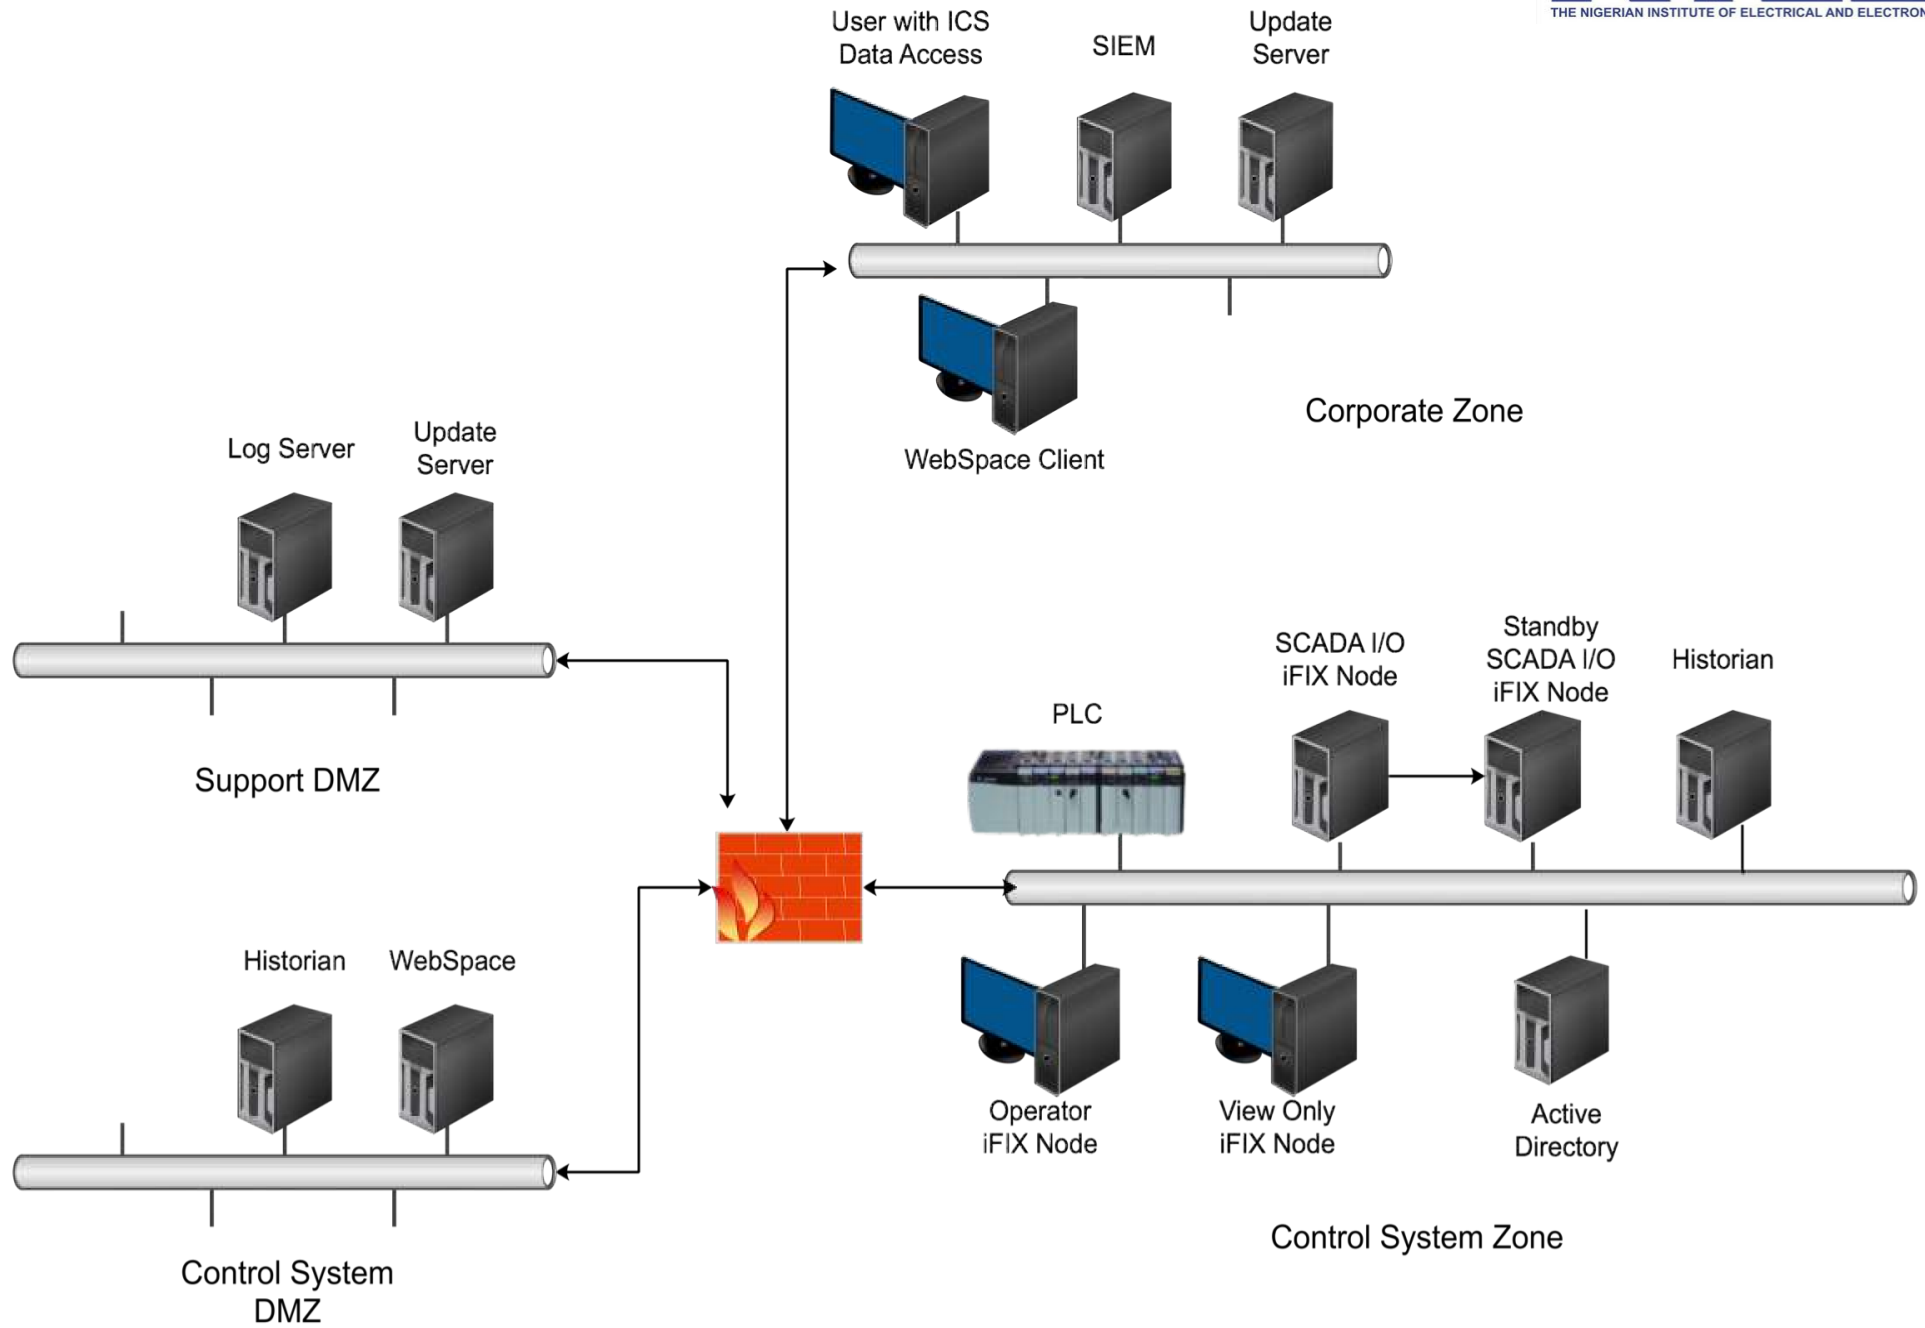 THE NIGERIAN INSTITUTE OF ELECTRICAL AND ELECTRON
User with ICS
Data Access
SIEM
Update
Server
WebSpace Client
Corporate Zone
Log Server
Update
Server
Support DMZ
PLC
SCADA I/O
iFIX Node
Standby
SCADA I/O
iFIX Node
Historian
Historian
WebSpace
Control System
DMZ
Operator
iFIX Node
View Only
iFIX Node
Active
Directory
Control System Zone